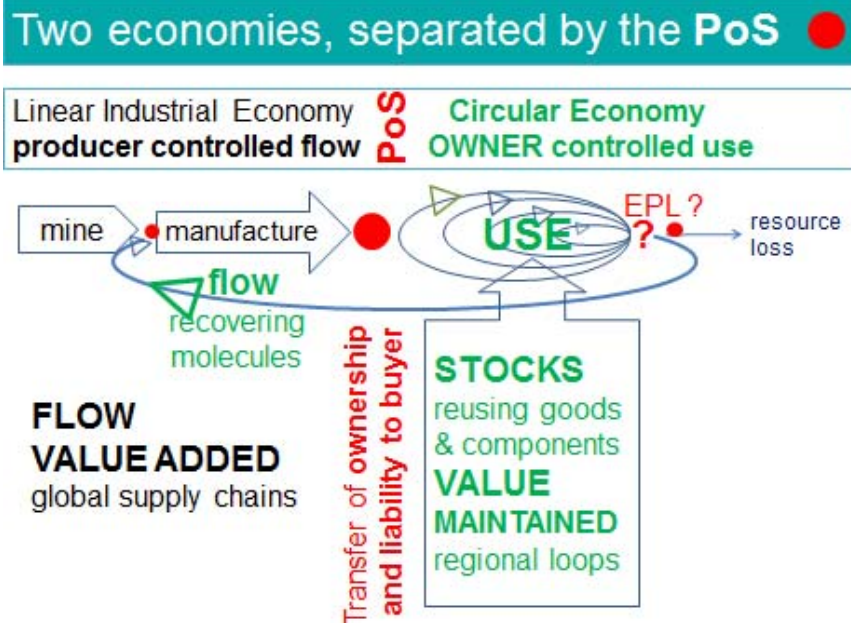 Two economies, separated by the PoS
Linear Industrial Economy
producer controlled flow
PoS
Circular Economy
OWNER controlled use
mine
manufacture
USE
EPL ?
?
resource
loss
flow
recovering
molecules
FLOW
VALUE ADDED
global supply chains
Transfer of ownership
and liability to buyer
STOCKS
reusing goods
& components
VALUE
MAINTAINED
regional loops